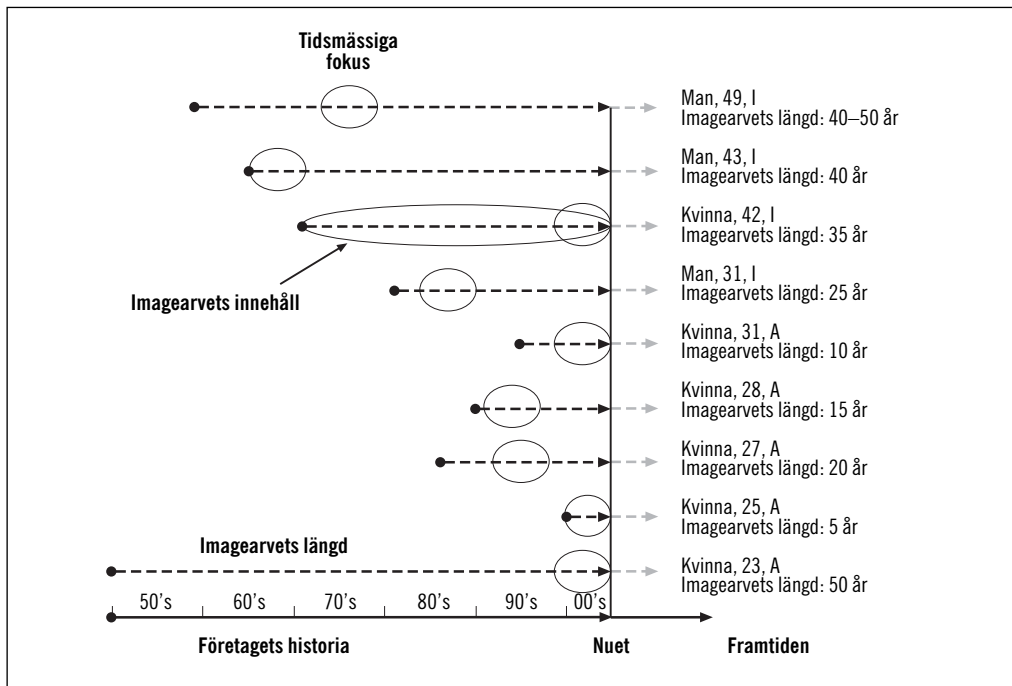 Tidsmässiga
fokus
Man, 49, I
Imagearvets längd: 40–50 år
Man, 43, I
Imagearvets längd: 40 år
Kvinna, 42, I
Imagearvets längd: 35 år
Imagearvets innehåll
Man, 31, I
Imagearvets längd: 25 år
Kvinna, 31, A
Imagearvets längd: 10 år
Kvinna, 28, A
Imagearvets längd: 15 år
Kvinna, 27, A
Imagearvets längd: 20 år
Kvinna, 25, A
Imagearvets längd: 5 år
Imagearvets längd
Kvinna, 23, A
Imagearvets längd: 50 år
50’s 60’s 70’s 80’s 90’s 00’s
Företagets historia Nuet Framtiden